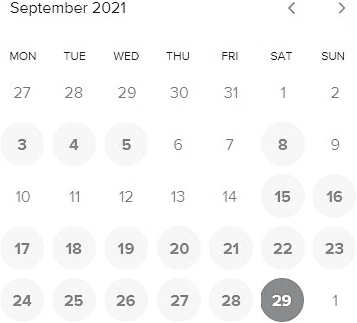 September 2021
MON TUE WED THU FRI SAT SUN
27 28 29 30 31 1 2
3 4 5 6 7 8 9
10 11 12 13 14 15 16
17 18 19 20 21 22 23
24 25 26 27 28 29 1